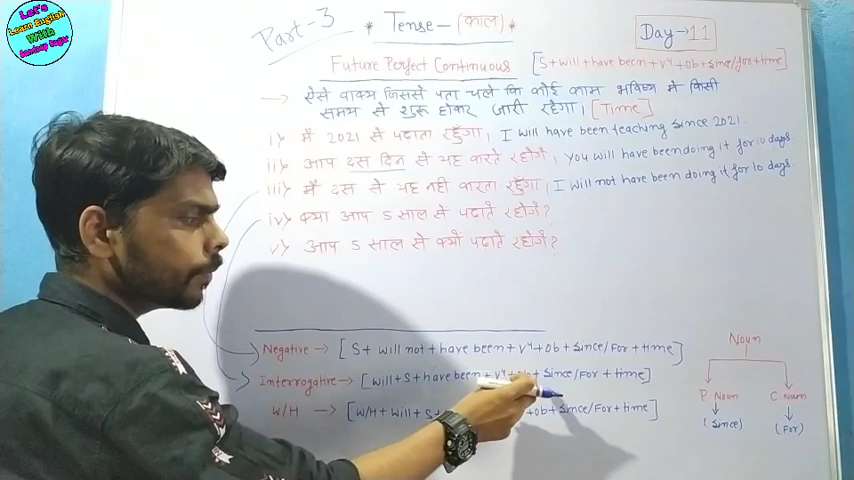 Let's
Learn English
With
Sandeep Sagar
Part-3
* Tense - (काल) *
Day→11
Future Perfect Continuous [S+will+have been+V⁴+Ob+Since/for+time]
→ ऐसे वाक्य जिससे पता चले कि कोई काम भविष्य में किसी
समय से शुरू होकर जारी रहेगा। [Time]
i) मैं 2021 से पढ़ाता रहूँगा। I will have been teaching since 2021.
ii) आप दस दिन से यह करते रहोगे। You will have been doing it for 10 days
iii) मैं दस से यह नहीं करता रहूँगा। I will not have been doing it for 10 days
iv) क्या आप 5 साल से पढ़ाते रहोगे?
v) आप 5 साल से क्यों पढ़ाते रहोगे?
Negative → [S+ will not + have been + V⁴+Ob + Since/For + time]
Interrogative → [Will+S+have been + V⁴+Ob + Since/For + time]
W/H → [W/H + Will + S+ +Ob + Since/For + time]
Noun
P. Noun C. Noun
(Since) (For)